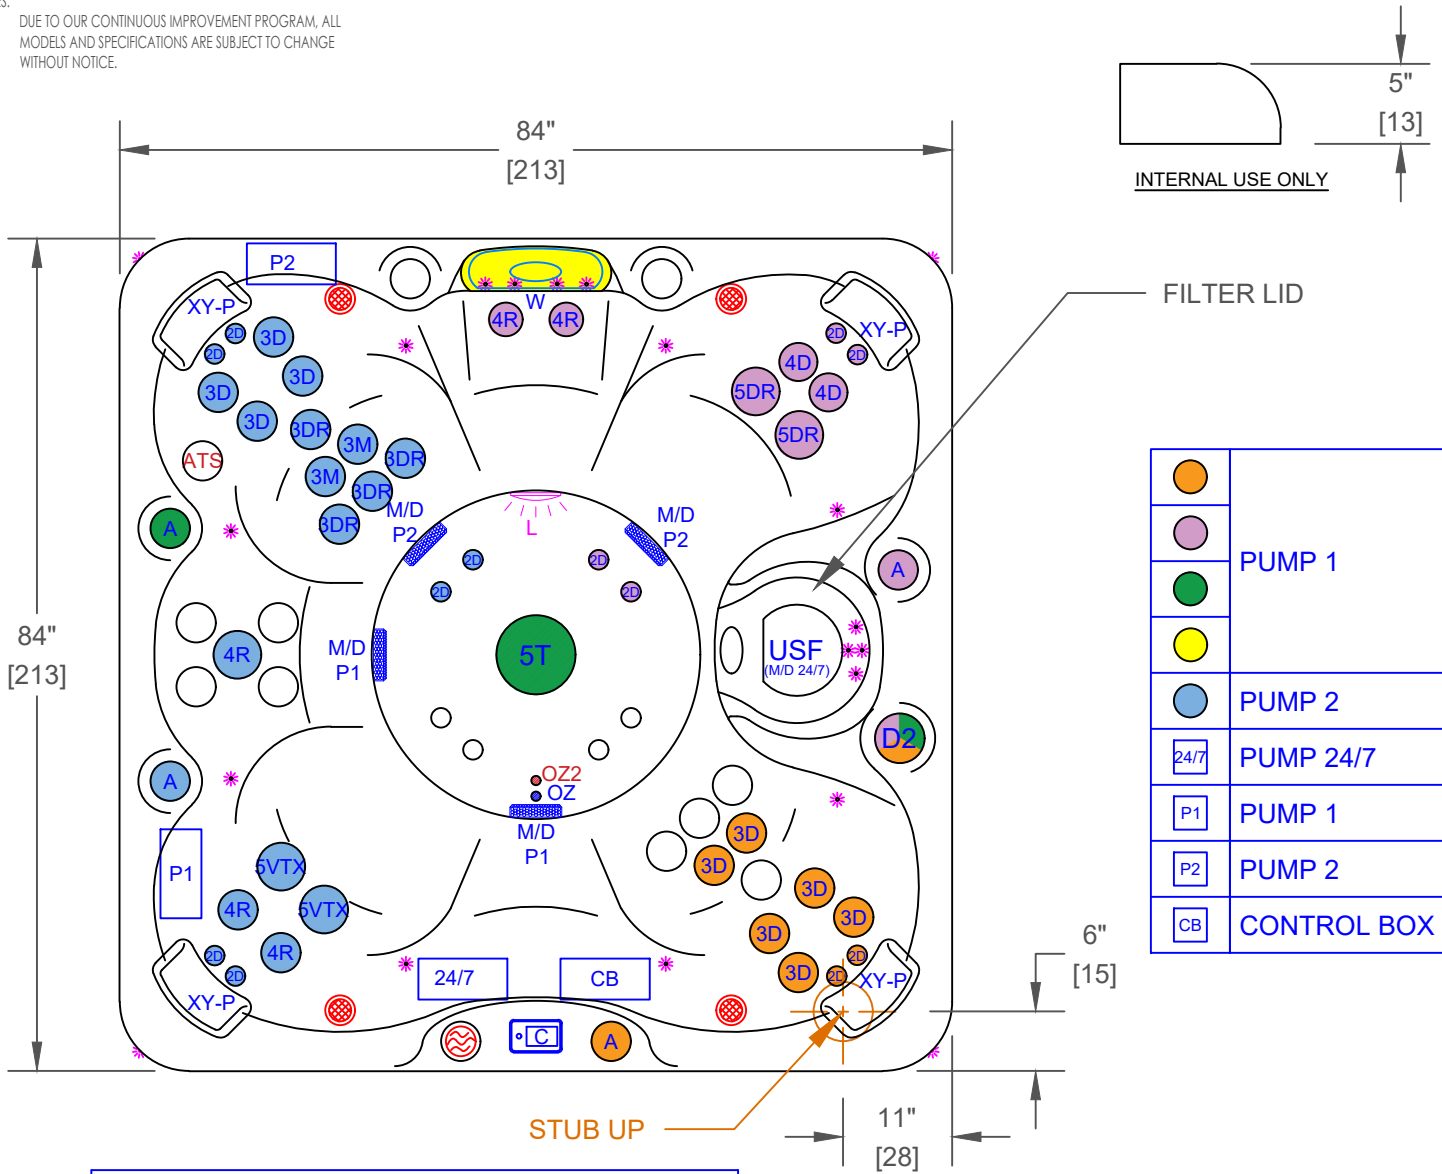 DUE TO OUR CONTINUOUS IMPROVEMENT PROGRAM, ALL
MODELS AND SPECIFICATIONS ARE SUBJECT TO CHANGE
WITHOUT NOTICE.
5"
[13]
INTERNAL USE ONLY
84"
[213]
P2
XY-P
W
4R 4R
XY-P
FILTER LID
2D 2D 3D 3D 3D 3D
2D 2D 4D 4D 5DR 5DR
3DR 3M 3DR 3M 3DR 3DR
ATS
A
M/D
P2
L
M/D
P2
A
2D 2D
2D 2D
84"
[213]
4R
M/D
P1
5T
USF
(M/D 24/7)
D2
A
OZ2
OZ
M/D
P1
P1
5VTX 5VTX 4R 4R 2D 2D
3D 3D 3D 3D 3D 3D 2D 2D
XY-P
24/7
CB
XY-P
C
A
STUB UP
6"
[15]
11"
[28]
PUMP 1
PUMP 2
24/7 PUMP 24/7
P1 PUMP 1
P2 PUMP 2
CB CONTROL BOX